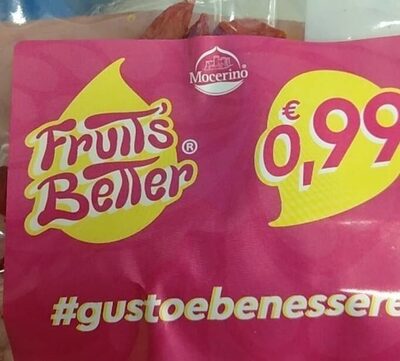 Mocerino®
Fruits'
Better®
€
0,99
#gustoebenessere